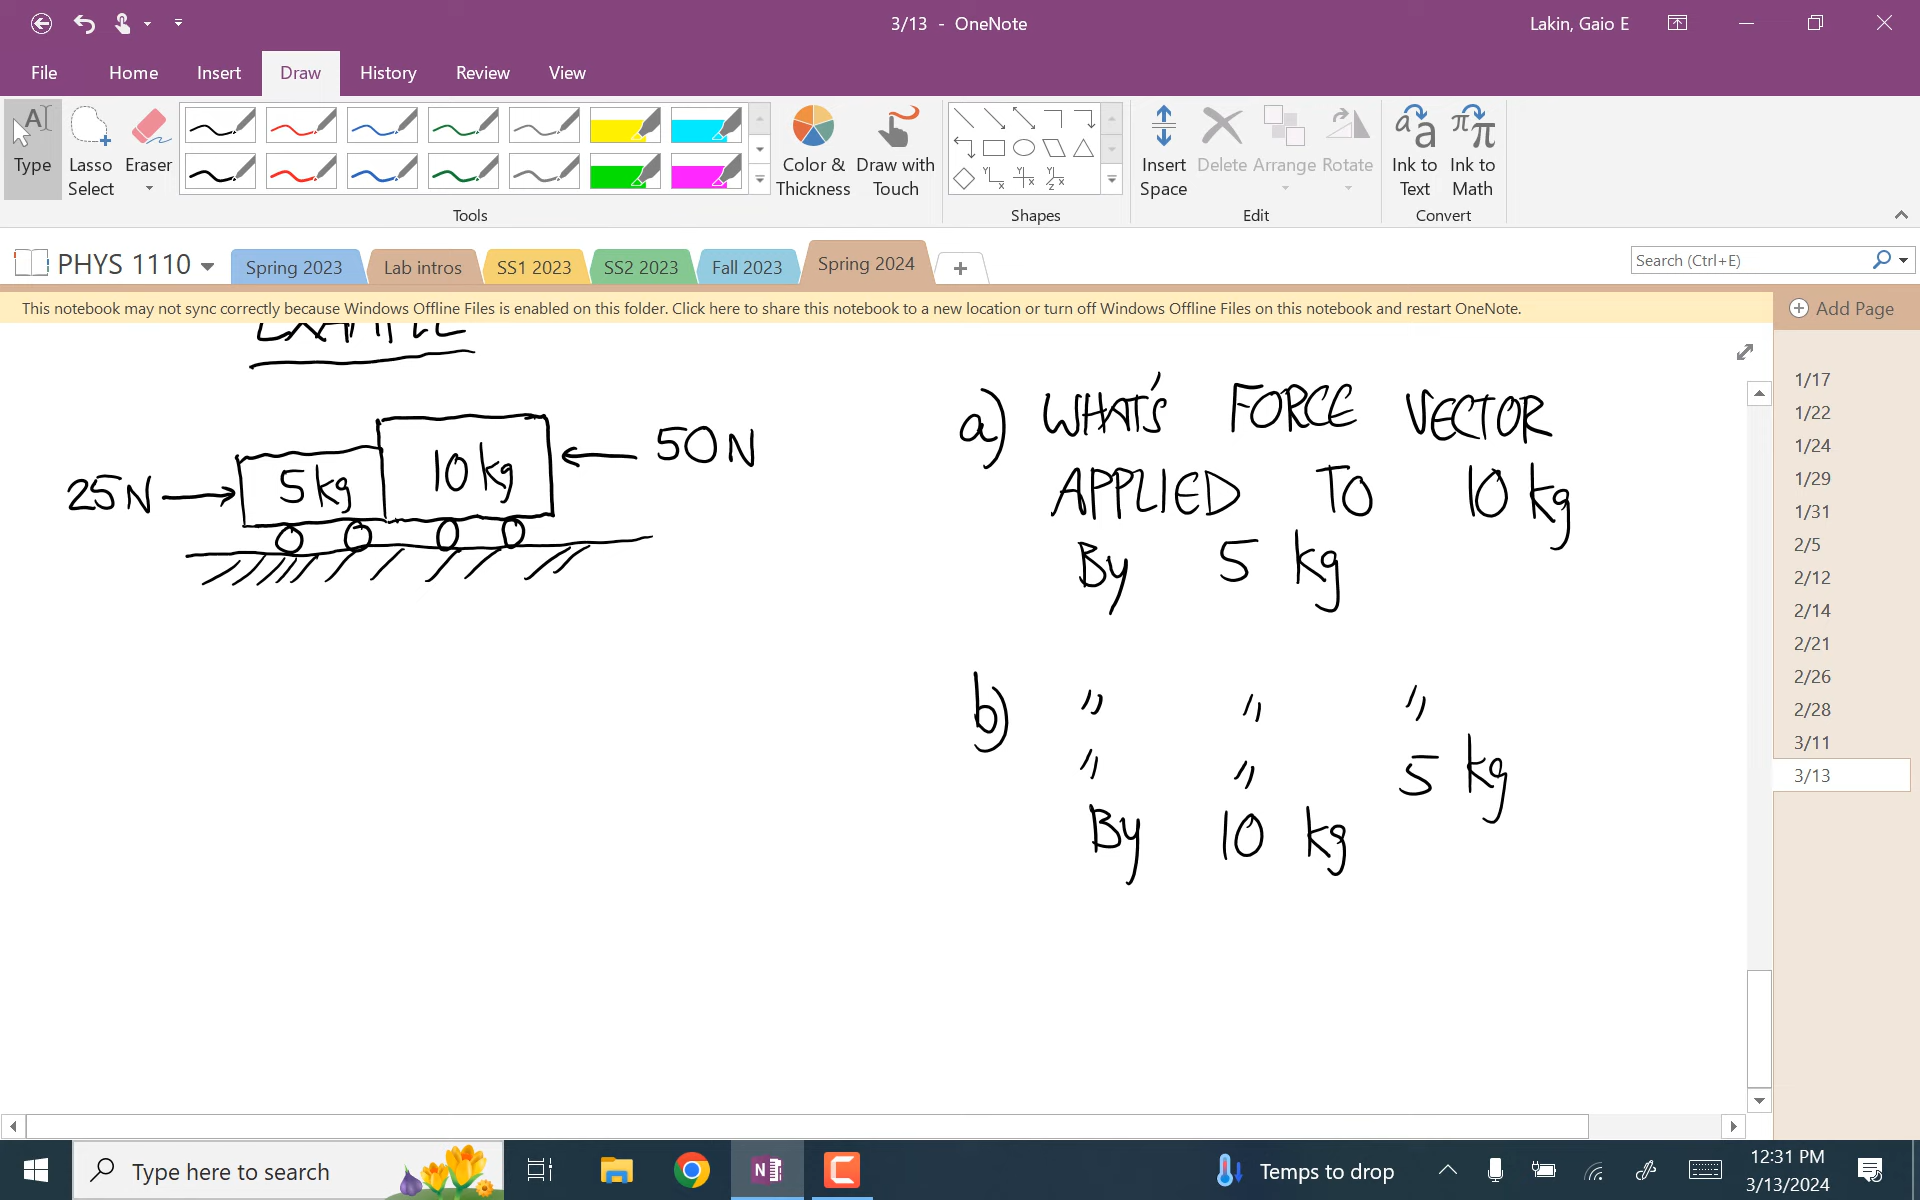 3/13 - OneNote
Lakin, Gaio E
File Home Insert Draw History Review View
Type
Lasso Select
Eraser
Color & Thickness
Draw with Touch
Insert Space
Delete
Arrange
Rotate
Ink to Text
Ink to Math
Tools
Shapes
Edit
Convert
PHYS 1110
Spring 2023
Lab intros
SS1 2023
SS2 2023
Fall 2023
Spring 2024
Search (Ctrl+E)
This notebook may not sync correctly because Windows Offline Files is enabled on this folder. Click here to share this notebook to a new location or turn off Windows Offline Files on this notebook and restart OneNote.
Add Page
EXAMPLE
25N
5 kg
10 kg
50N
a) WHAT'S FORCE VECTOR
APPLIED TO 10 kg
By 5 kg
b) " " "
" " 5 kg
By 10 kg
1/17
1/22
1/24
1/29
1/31
2/5
2/12
2/14
2/21
2/26
2/28
3/11
3/13
Type here to search
Temps to drop
12:31 PM
3/13/2024